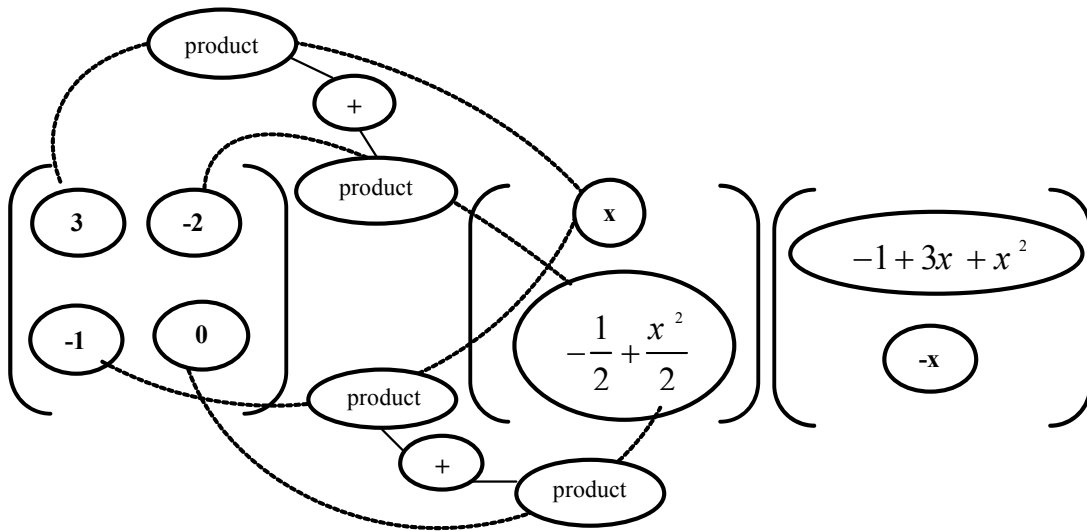 product
+
product
3 -2
x
-1 + 3x + x²
-1 0
-1/2 + x²/2
-x
product
+
product